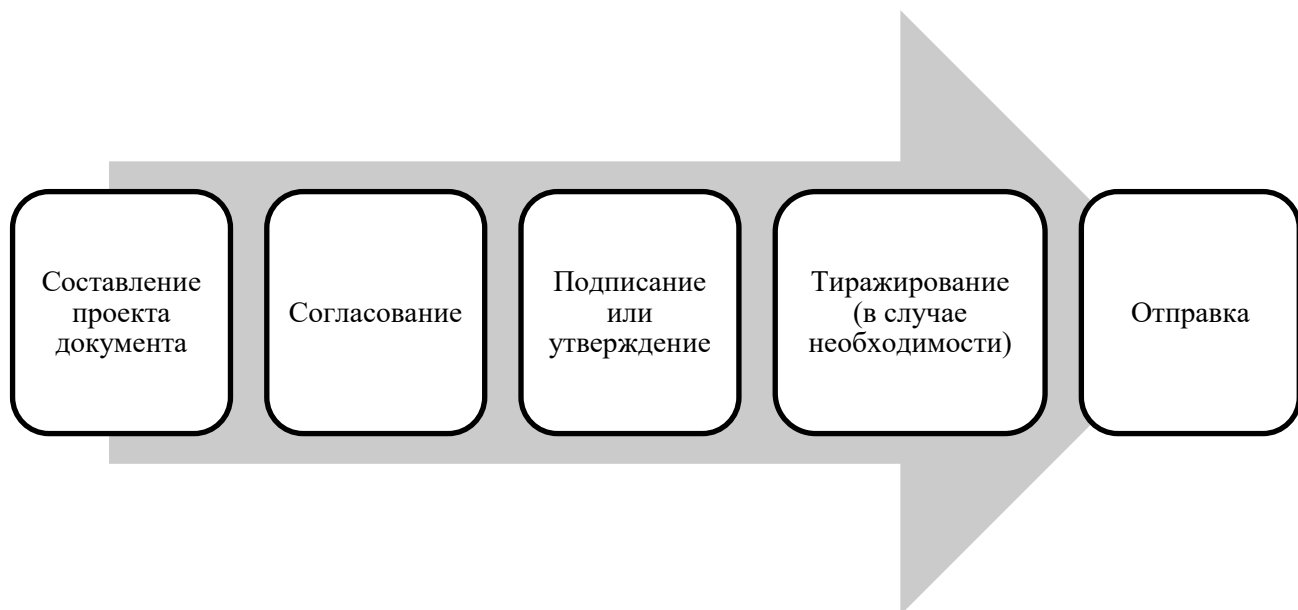 Составление
проекта
документа
Согласование
Подписание
или
утверждение
Тиражирование
(в случае
необходимости)
Отправка